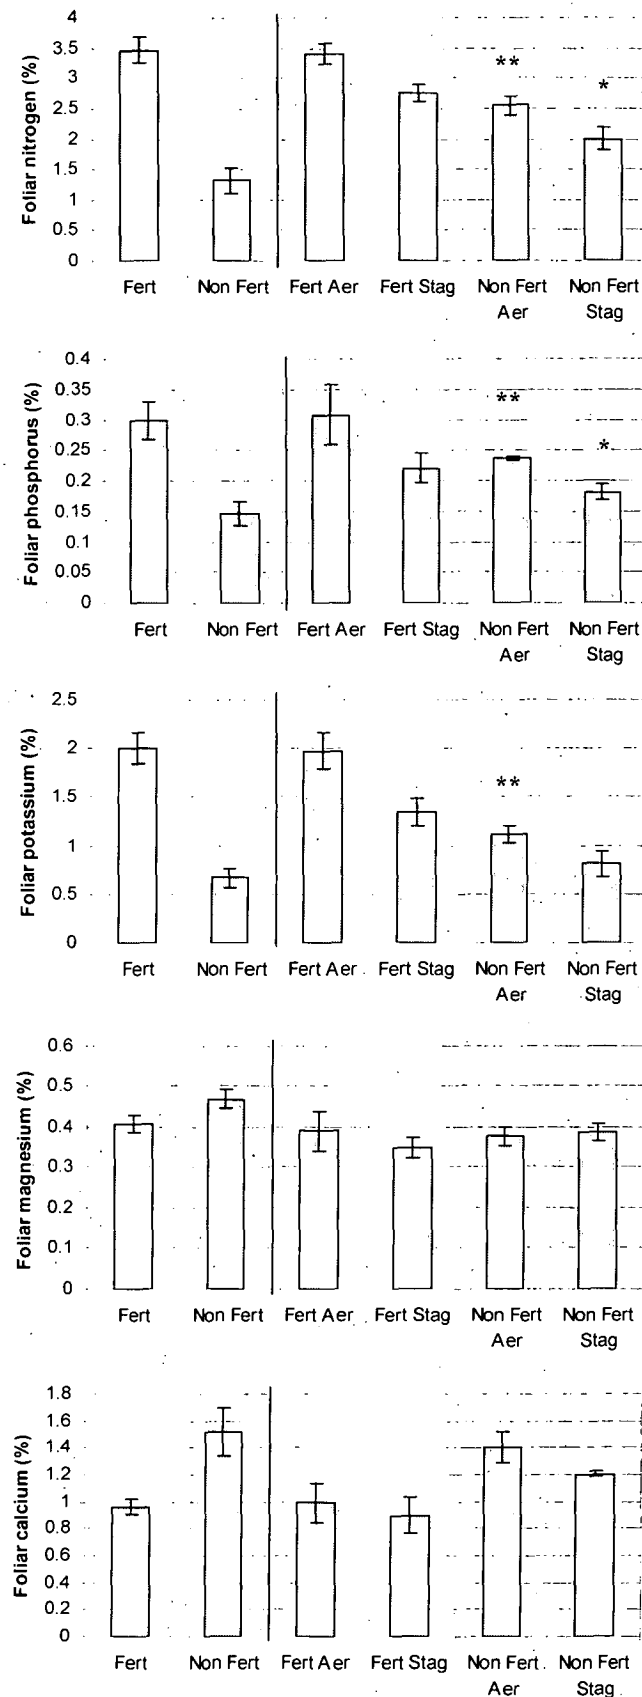 Foliar nitrogen (%)
4
3.5
3
2.5
2
1.5
1
0.5
0
**
*
Fert
Non Fert
Fert Aer
Fert Stag
Non Fert
Aer
Non Fert
Stag
Foliar phosphorus (%)
0.4
0.35
0.3
0.25
0.2
0.15
0.1
0.05
0
**
*
Fert
Non Fert
Fert Aer
Fert Stag
Non Fert
Aer
Non Fert
Stag
Foliar potassium (%)
2.5
2
1.5
1
0.5
0
**
Fert
Non Fert
Fert Aer
Fert Stag
Non Fert
Aer
Non Fert
Stag
Foliar magnesium (%)
0.6
0.5
0.4
0.3
0.2
0.1
0
Fert
Non Fert
Fert Aer
Fert Stag
Non Fert
Aer
Non Fert
Stag
Foliar calcium (%)
1.8
1.6
1.4
1.2
1
0.8
0.6
0.4
0.2
0
Fert
Non Fert
Fert Aer
Fert Stag
Non Fert
Aer
Non Fert
Stag